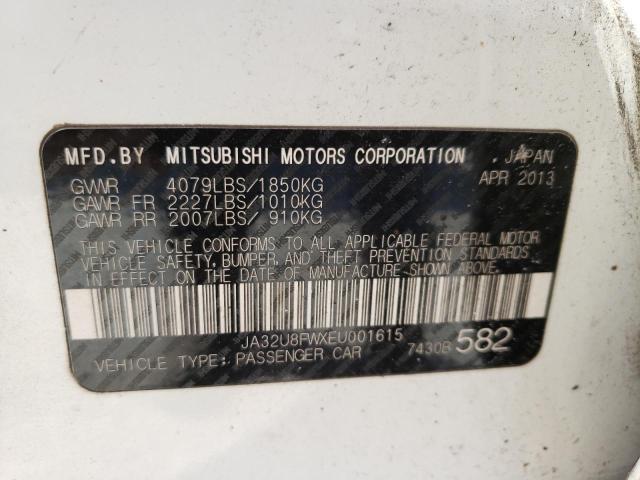 MFD.BY MITSUBISHI MOTORS CORPORATION JAPAN
GVWR 4079LBS/1850KG APR 2013
GAWR FR 2227LBS/1010KG
GAWR RR 2007LBS/ 910KG
THIS VEHICLE CONFORMS TO ALL APPLICABLE FEDERAL MOTOR
VEHICLE SAFETY, BUMPER, AND THEFT PREVENTION STANDARDS
IN EFFECT ON THE DATE OF MANUFACTURE SHOWN ABOVE.
JA32U8FWXEU001615
VEHICLE TYPE: PASSENGER CAR 7430B 582